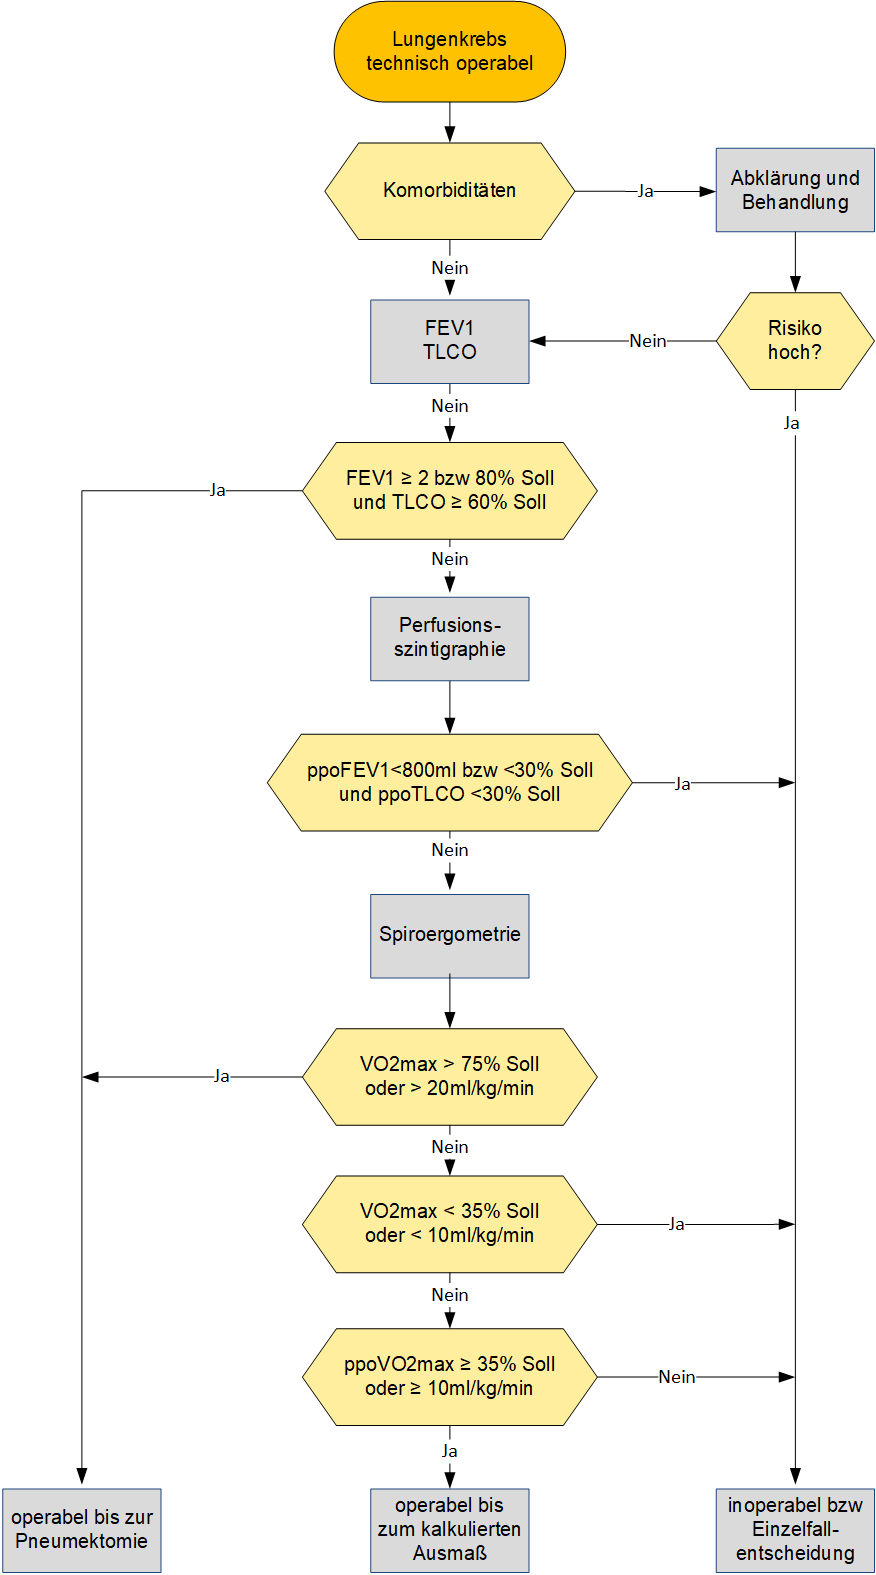 Lungenkrebs
technisch operabel
Komorbiditäten
Ja
Abklärung und
Behandlung
Nein
FEV1
TLCO
Nein
Risiko
hoch?
Nein
Ja
FEV1 ≥ 2 bzw 80% Soll
und TLCO ≥ 60% Soll
Ja
Nein
Perfusions-
szintigraphie
ppoFEV1<800ml bzw <30% Soll
und ppoTLCO <30% Soll
Ja
Nein
Spiroergometrie
VO2max > 75% Soll
oder > 20ml/kg/min
Ja
Nein
VO2max < 35% Soll
oder < 10ml/kg/min
Ja
Nein
ppoVO2max ≥ 35% Soll
oder ≥ 10ml/kg/min
Nein
Ja
operabel bis zur
Pneumektomie
operabel bis
zum kalkulierten
Ausmaß
inoperabel bzw
Einzelfall-
entscheidung